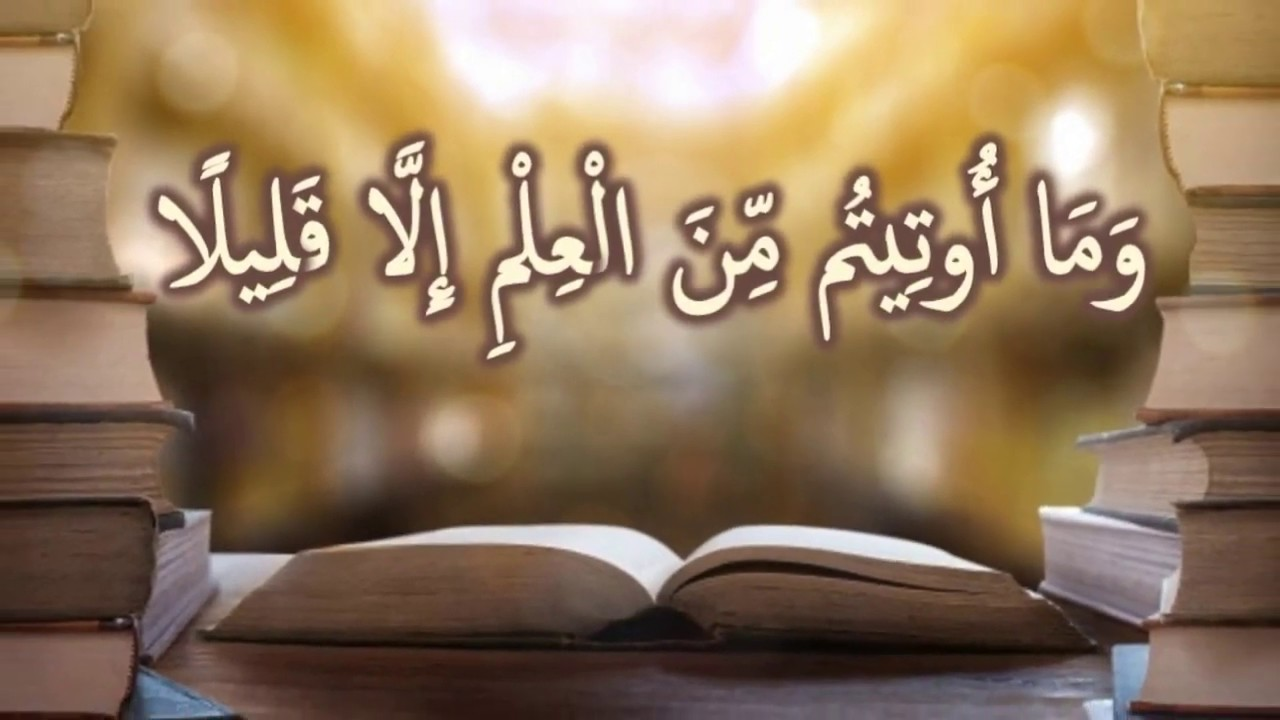 وَمَا أُوتِيتُم مِّنَ الْعِلْمِ إِلَّا قَلِيلًا